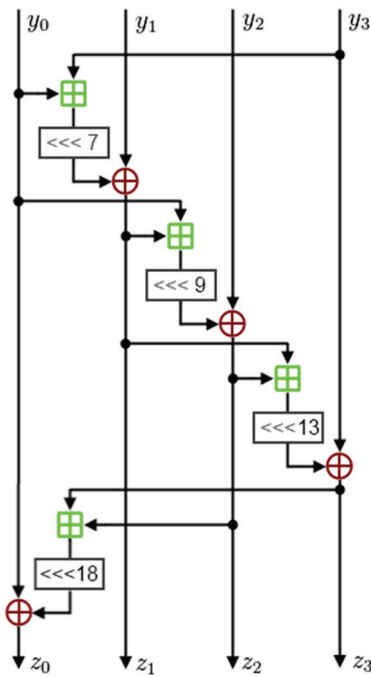 y₀ y₁ y₂ y₃
<<< 7
<<< 9
<<<13
<<<18
z₀ z₁ z₂ z₃